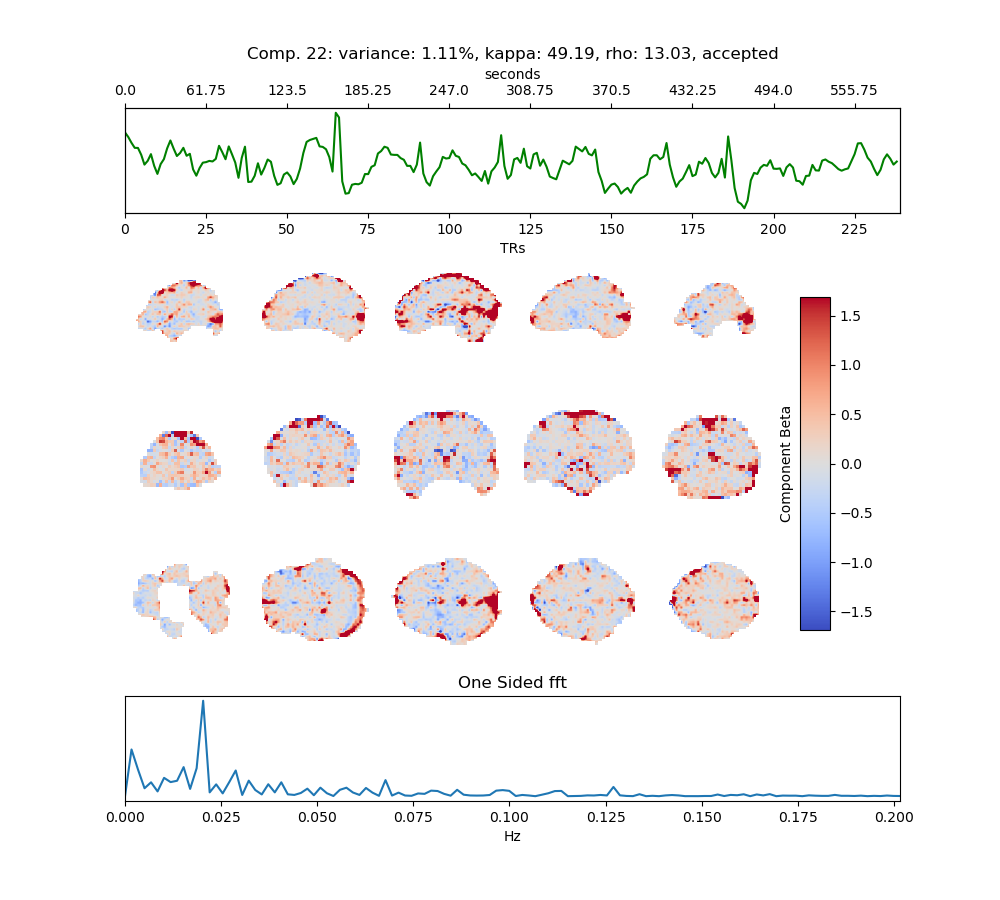 Comp. 22: variance: 1.11%, kappa: 49.19, rho: 13.03, accepted
seconds
0.0 61.75 123.5 185.25 247.0 308.75 370.5 432.25 494.0 555.75
0 25 50 75 100 125 150 175 200 225
TRs
1.5
1.0
0.5
0.0
−0.5
−1.0
−1.5
Component Beta
One Sided fft
0.000 0.025 0.050 0.075 0.100 0.125 0.150 0.175 0.200
Hz